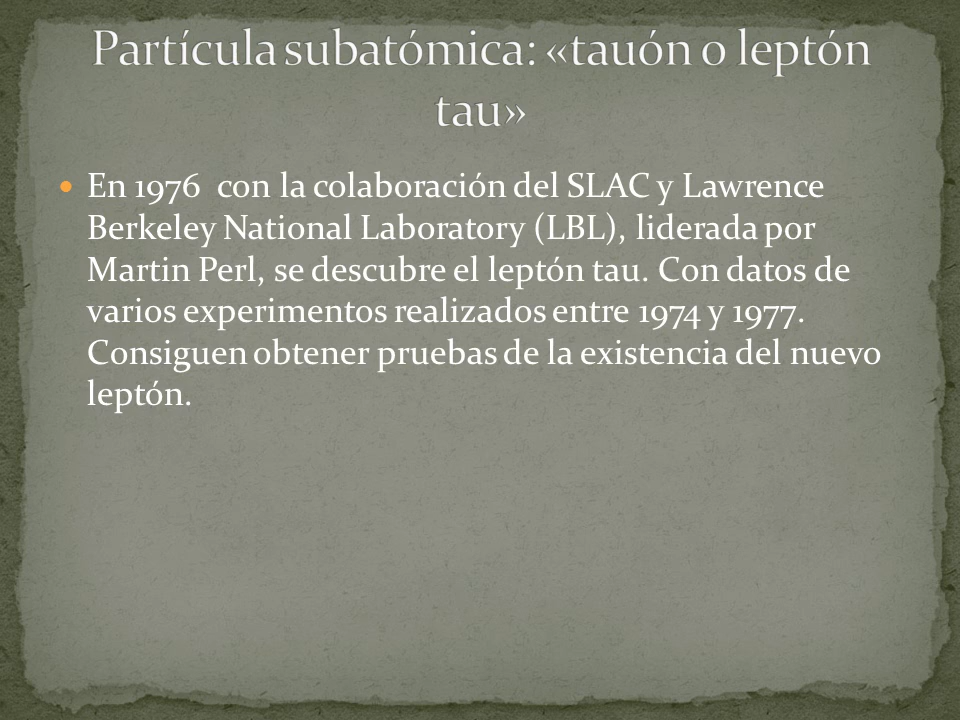 Partícula subatómica: «tauón o leptón
tau»
• En 1976  con la colaboración del SLAC y Lawrence
Berkeley National Laboratory (LBL), liderada por
Martin Perl, se descubre el leptón tau. Con datos de
varios experimentos realizados entre 1974 y 1977.
Consiguen obtener pruebas de la existencia del nuevo
leptón.